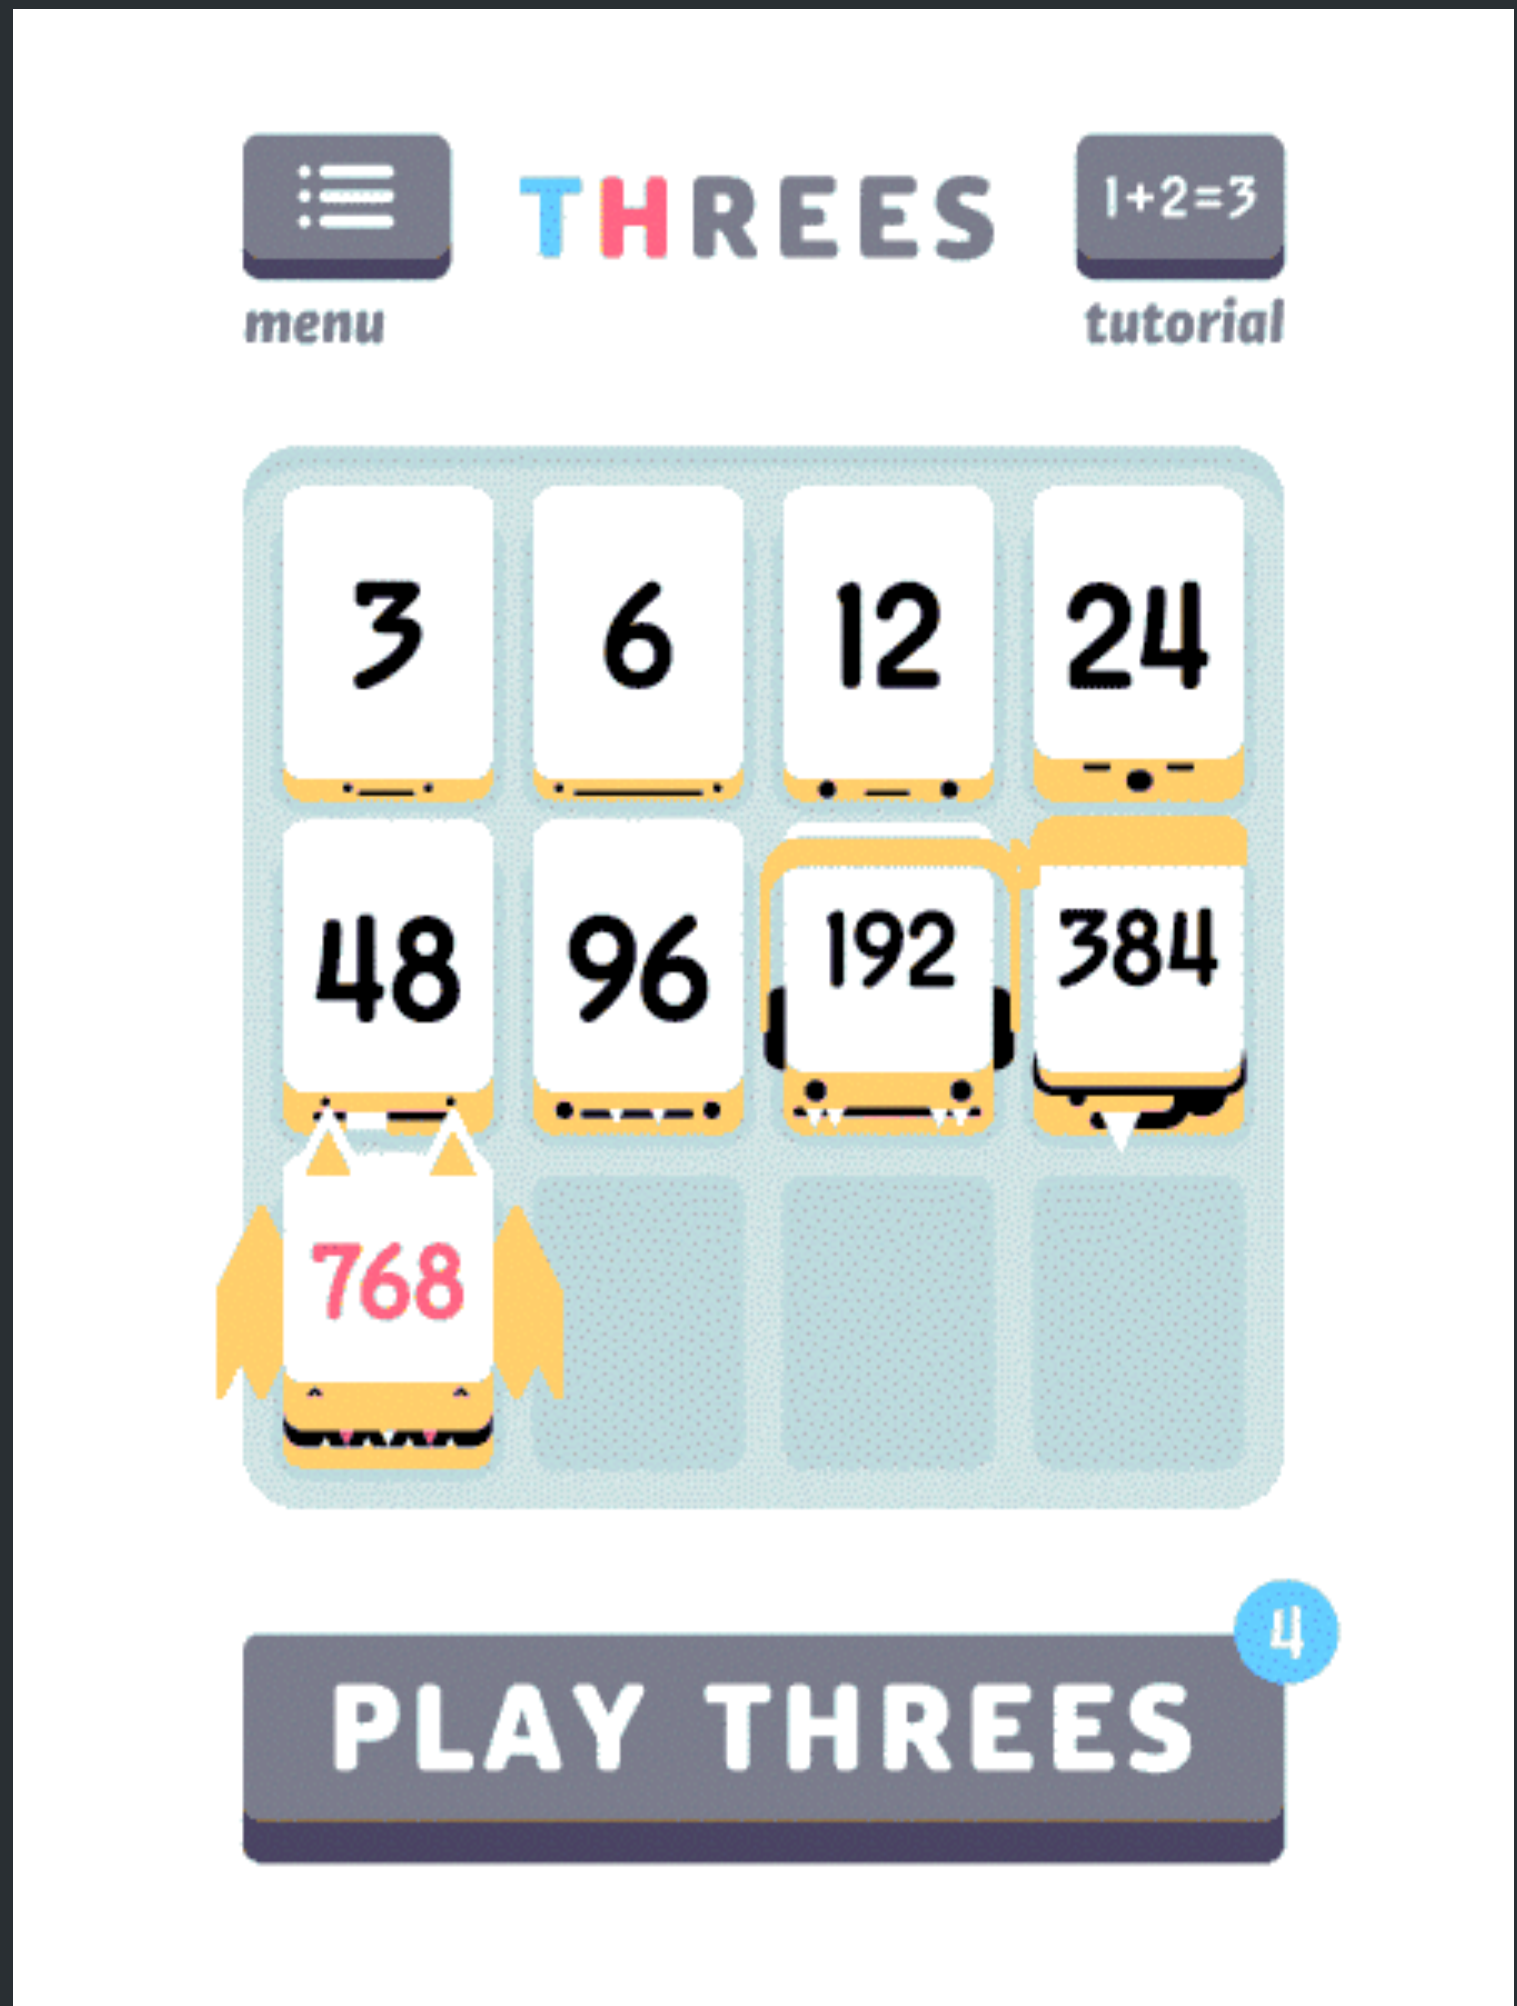 THREES
1+2=3
menu
tutorial
3 6 12 24
48 96 192 384
768
4
PLAY THREES